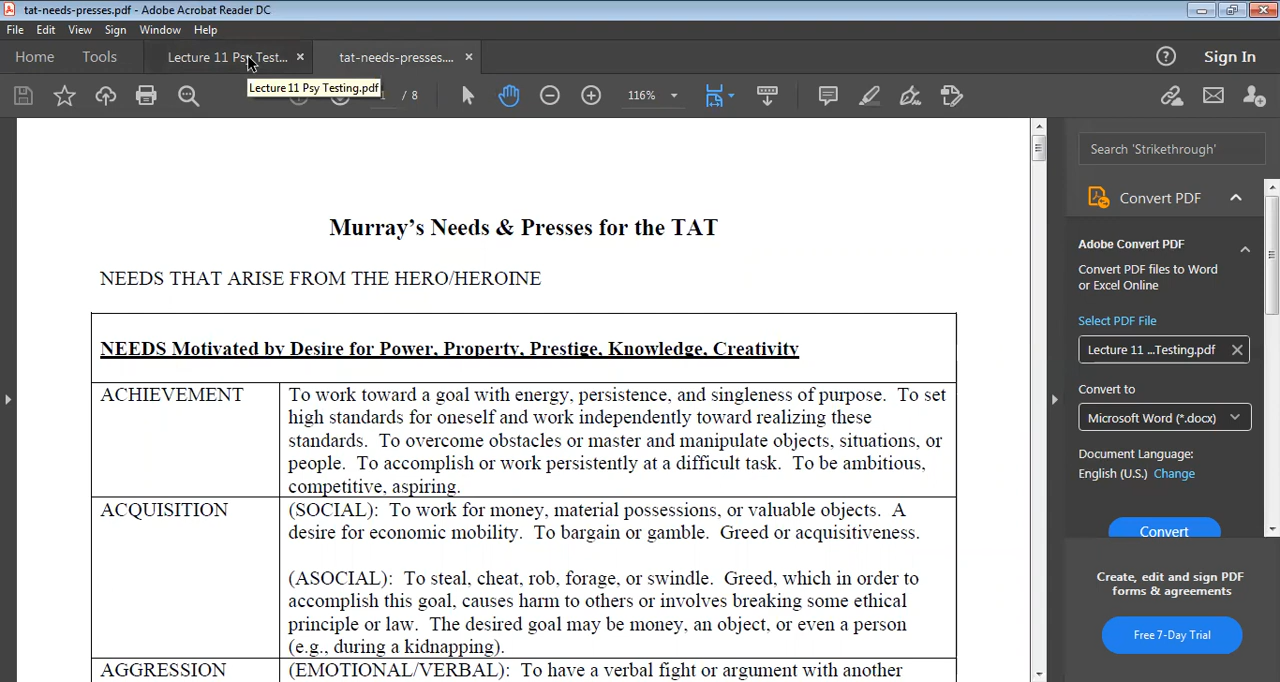 tat-needs-presses.pdf - Adobe Acrobat Reader DC
File Edit View Sign Window Help
Home Tools Lecture 11 Psy Test... × tat-needs-presses.... × ? Sign In
Lecture 11 Psy Testing.pdf
1 / 8 116%
Murray's Needs & Presses for the TAT
NEEDS THAT ARISE FROM THE HERO/HEROINE
NEEDS Motivated by Desire for Power, Property, Prestige, Knowledge, Creativity
ACHIEVEMENT To work toward a goal with energy, persistence, and singleness of purpose. To set
high standards for oneself and work independently toward realizing these
standards. To overcome obstacles or master and manipulate objects, situations, or
people. To accomplish or work persistently at a difficult task. To be ambitious,
competitive, aspiring.
ACQUISITION (SOCIAL): To work for money, material possessions, or valuable objects. A
desire for economic mobility. To bargain or gamble. Greed or acquisitiveness.
(ASOCIAL): To steal, cheat, rob, forage, or swindle. Greed, which in order to
accomplish this goal, causes harm to others or involves breaking some ethical
principle or law. The desired goal may be money, an object, or even a person
(e.g., during a kidnapping).
AGGRESSION (EMOTIONAL/VERBAL): To have a verbal fight or argument with another
Search 'Strikethrough'
Convert PDF
Adobe Convert PDF
Convert PDF files to Word
or Excel Online
Select PDF File
Lecture 11 ...Testing.pdf
Convert to
Microsoft Word (*.docx)
Document Language:
English (U.S.) Change
Convert
Create, edit and sign PDF
forms & agreements
Free 7-Day Trial